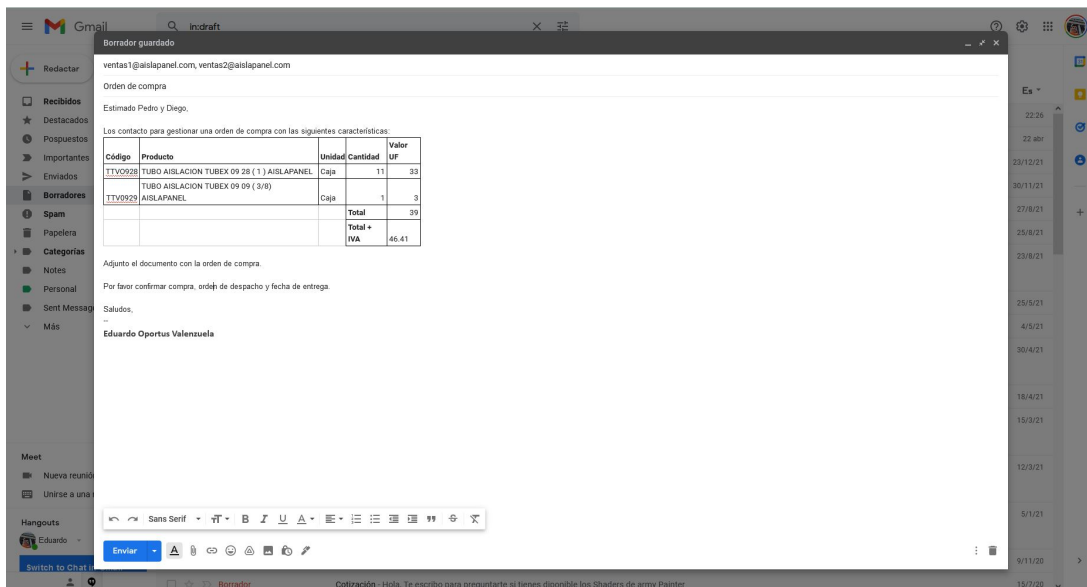 Gmail
in:draft
Borrador guardado
Redactar
ventas1@aislapanel.com, ventas2@aislapanel.com
Orden de compra
Es
Recibidos
Destacados
Pospuestos
Importantes
Enviados
Borradores
Spam
Papelera
Categorías
Notes
Personal
Sent Messag
Más
Estimado Pedro y Diego,
Los contacto para gestionar una orden de compra con las siguientes características:
Código Producto Unidad Cantidad Valor UF
TTV0928 TUBO AISLACION TUBEX 09 28 ( 1 ) AISLAPANEL Caja 11 33
TTV0929 TUBO AISLACION TUBEX 09 09 ( 3/8) AISLAPANEL Caja 1 3
Total 39
Total + IVA 46.41
Adjunto el documento con la orden de compra.
Por favor confirmar compra, orden de despacho y fecha de entrega.
Saludos,
--
Eduardo Oportus Valenzuela
22:26
22 abr
23/12/21
30/11/21
27/8/21
25/8/21
23/8/21
25/5/21
4/5/21
30/4/21
18/4/21
15/3/21
12/3/21
5/1/21
9/11/20
15/7/20
Meet
Nueva reunió
Unirse a una
Hangouts
Eduardo
Switch to Chat
Sans Serif
Enviar
Borrador Cotización - Hola, Te escribo para preguntarte si tienes diponible los Shaders de army Painter